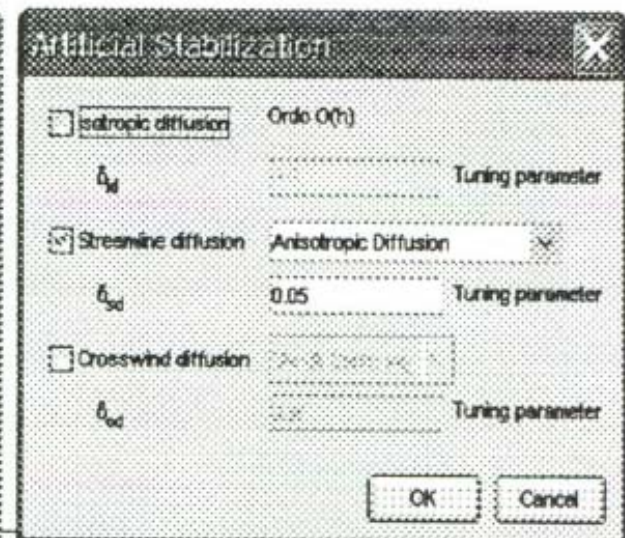 Artificial Stabilization
Isotropic diffusion Ordo O(h)
δid Tuning parameter
Streamline diffusion Anisotropic Diffusion
δsd 0.05 Tuning parameter
Crosswind diffusion
δcd Tuning parameter
OK Cancel